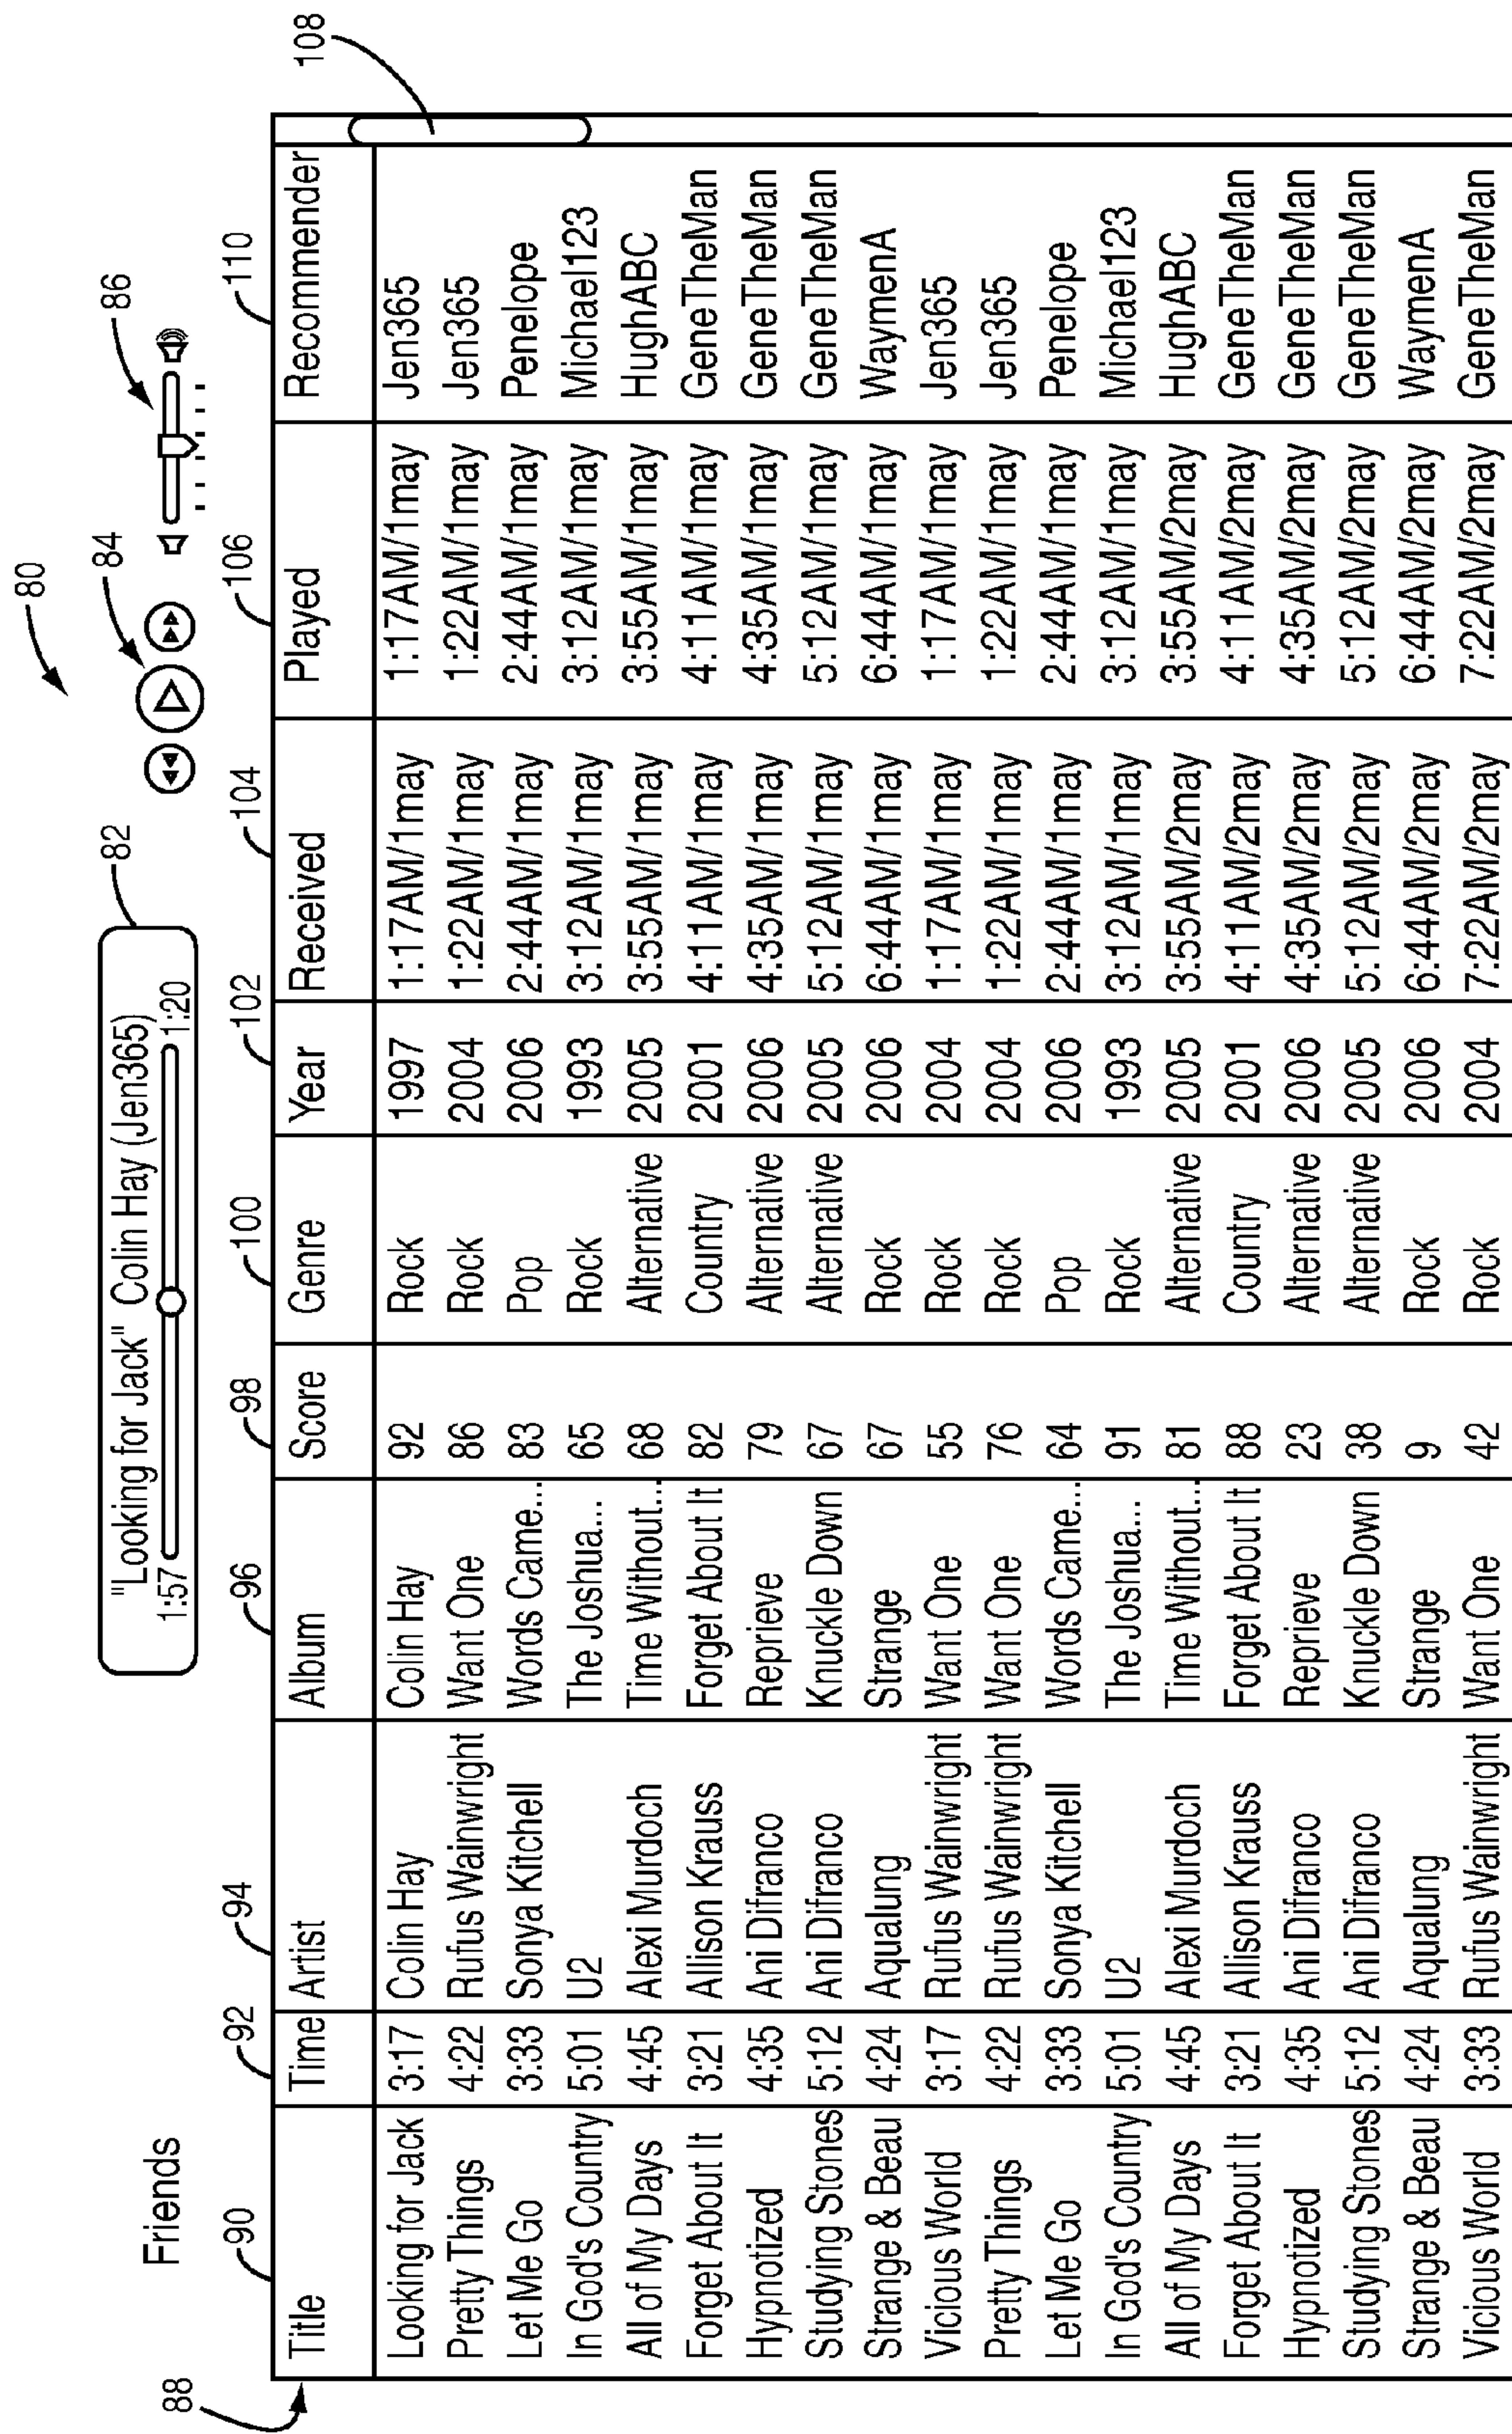 80
82
84
86
Friends
"Looking for Jack" Colin Hay (Jen365)
1:57 1:20
88
90 92 94 96 98 100 102 104 106 110
108
Title Time Artist Album Score Genre Year Received Played Recommender
Looking for Jack 3:17 Colin Hay Colin Hay 92 Rock 1997 1:17AM/1may 1:17AM/1may Jen365
Pretty Things 4:22 Rufus Wainwright Want One 86 Rock 2004 1:22AM/1may 1:22AM/1may Jen365
Let Me Go 3:33 Sonya Kitchell Words Came... 83 Pop 2006 2:44AM/1may 2:44AM/1may Penelope
In God's Country 5:01 U2 The Joshua... 65 Rock 1993 3:12AM/1may 3:12AM/1may Michael123
All of My Days 4:45 Alexi Murdoch Time Without... 68 Alternative 2005 3:55AM/1may 3:55AM/1may HughABC
Forget About It 3:21 Allison Krauss Forget About It 82 Country 2001 4:11AM/1may 4:11AM/1may GeneTheMan
Hypnotized 4:35 Ani Difranco Reprieve 79 Alternative 2006 4:35AM/1may 4:35AM/1may GeneTheMan
Studying Stones 5:12 Ani Difranco Knuckle Down 67 Alternative 2005 5:12AM/1may 5:12AM/1may GeneTheMan
Strange & Beau 4:24 Aqualung Strange 67 Rock 2006 6:44AM/1may 6:44AM/1may WaymenA
Vicious World 3:17 Rufus Wainwright Want One 55 Rock 2004 1:17AM/1may 1:17AM/1may Jen365
Pretty Things 4:22 Rufus Wainwright Want One 76 Rock 2004 1:22AM/1may 1:22AM/1may Jen365
Let Me Go 3:33 Sonya Kitchell Words Came... 64 Pop 2006 2:44AM/1may 2:44AM/1may Penelope
In God's Country 5:01 U2 The Joshua... 91 Rock 1993 3:12AM/1may 3:12AM/1may Michael123
All of My Days 4:45 Alexi Murdoch Time Without... 81 Alternative 2005 3:55AM/2may 3:55AM/2may HughABC
Forget About It 3:21 Allison Krauss Forget About It 88 Country 2001 4:11AM/2may 4:11AM/2may GeneTheMan
Hypnotized 4:35 Ani Difranco Reprieve 23 Alternative 2006 4:35AM/2may 4:35AM/2may GeneTheMan
Studying Stones 5:12 Ani Difranco Knuckle Down 38 Alternative 2005 5:12AM/2may 5:12AM/2may GeneTheMan
Strange & Beau 4:24 Aqualung Strange 9 Rock 2006 6:44AM/2may 6:44AM/2may WaymenA
Vicious World 3:33 Rufus Wainwright Want One 42 Rock 2004 7:22AM/2may 7:22AM/2may GeneTheMan